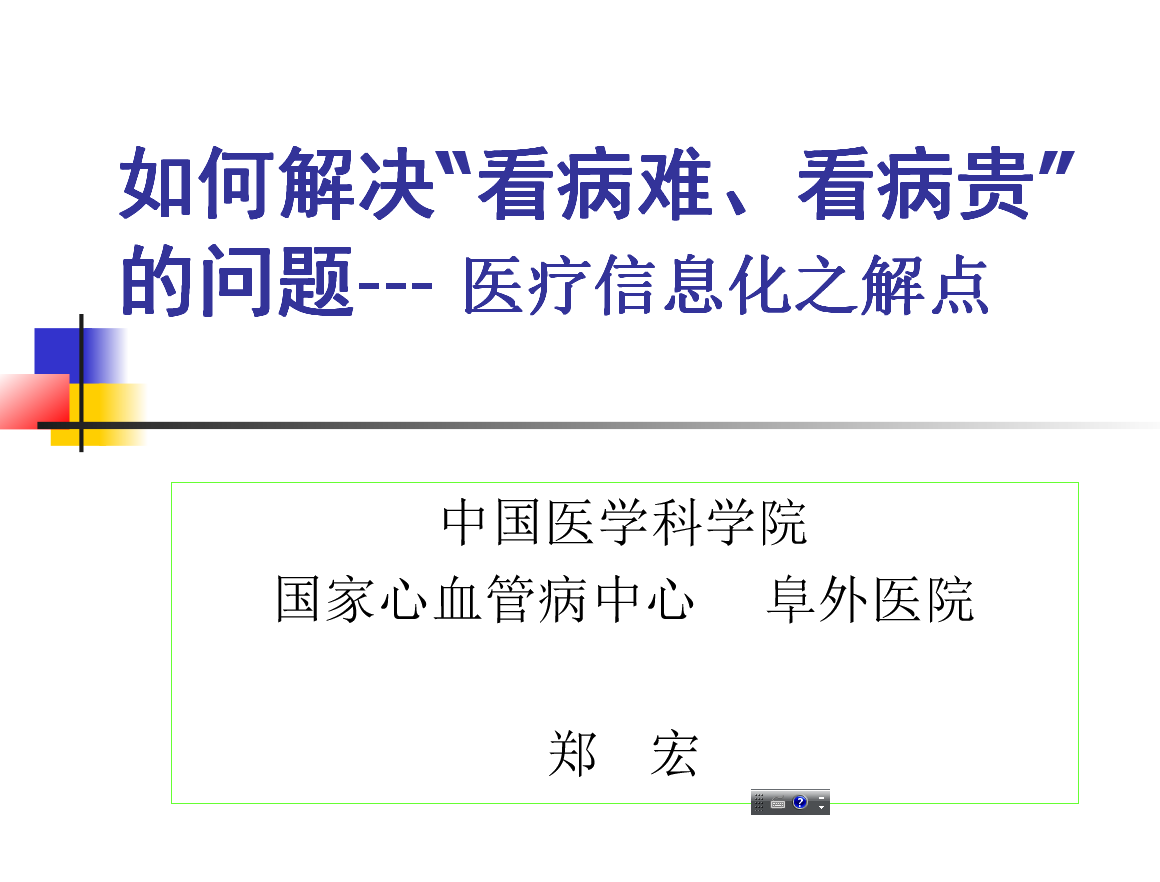 如何解决“看病难、看病贵”
的问题--- 医疗信息化之解点
中国医学科学院
国家心血管病中心 阜外医院
郑 宏